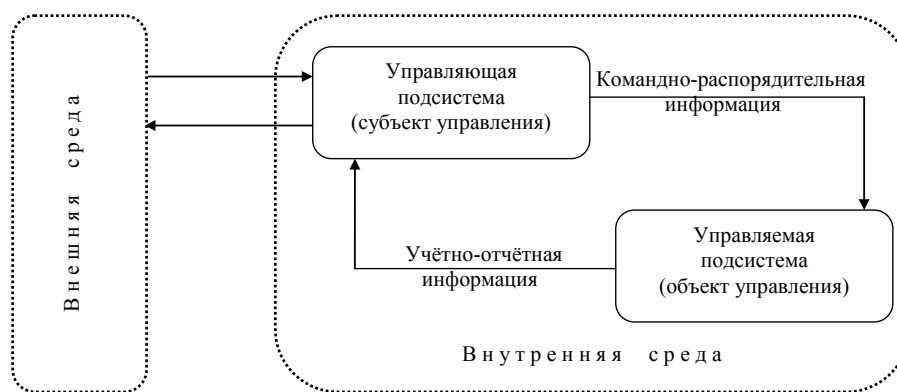 Внешняя среда
Управляющая
подсистема
(субъект управления)
Командно-распорядительная
информация
Управляемая
подсистема
(объект управления)
Учётно-отчётная
информация
Внутренняя среда